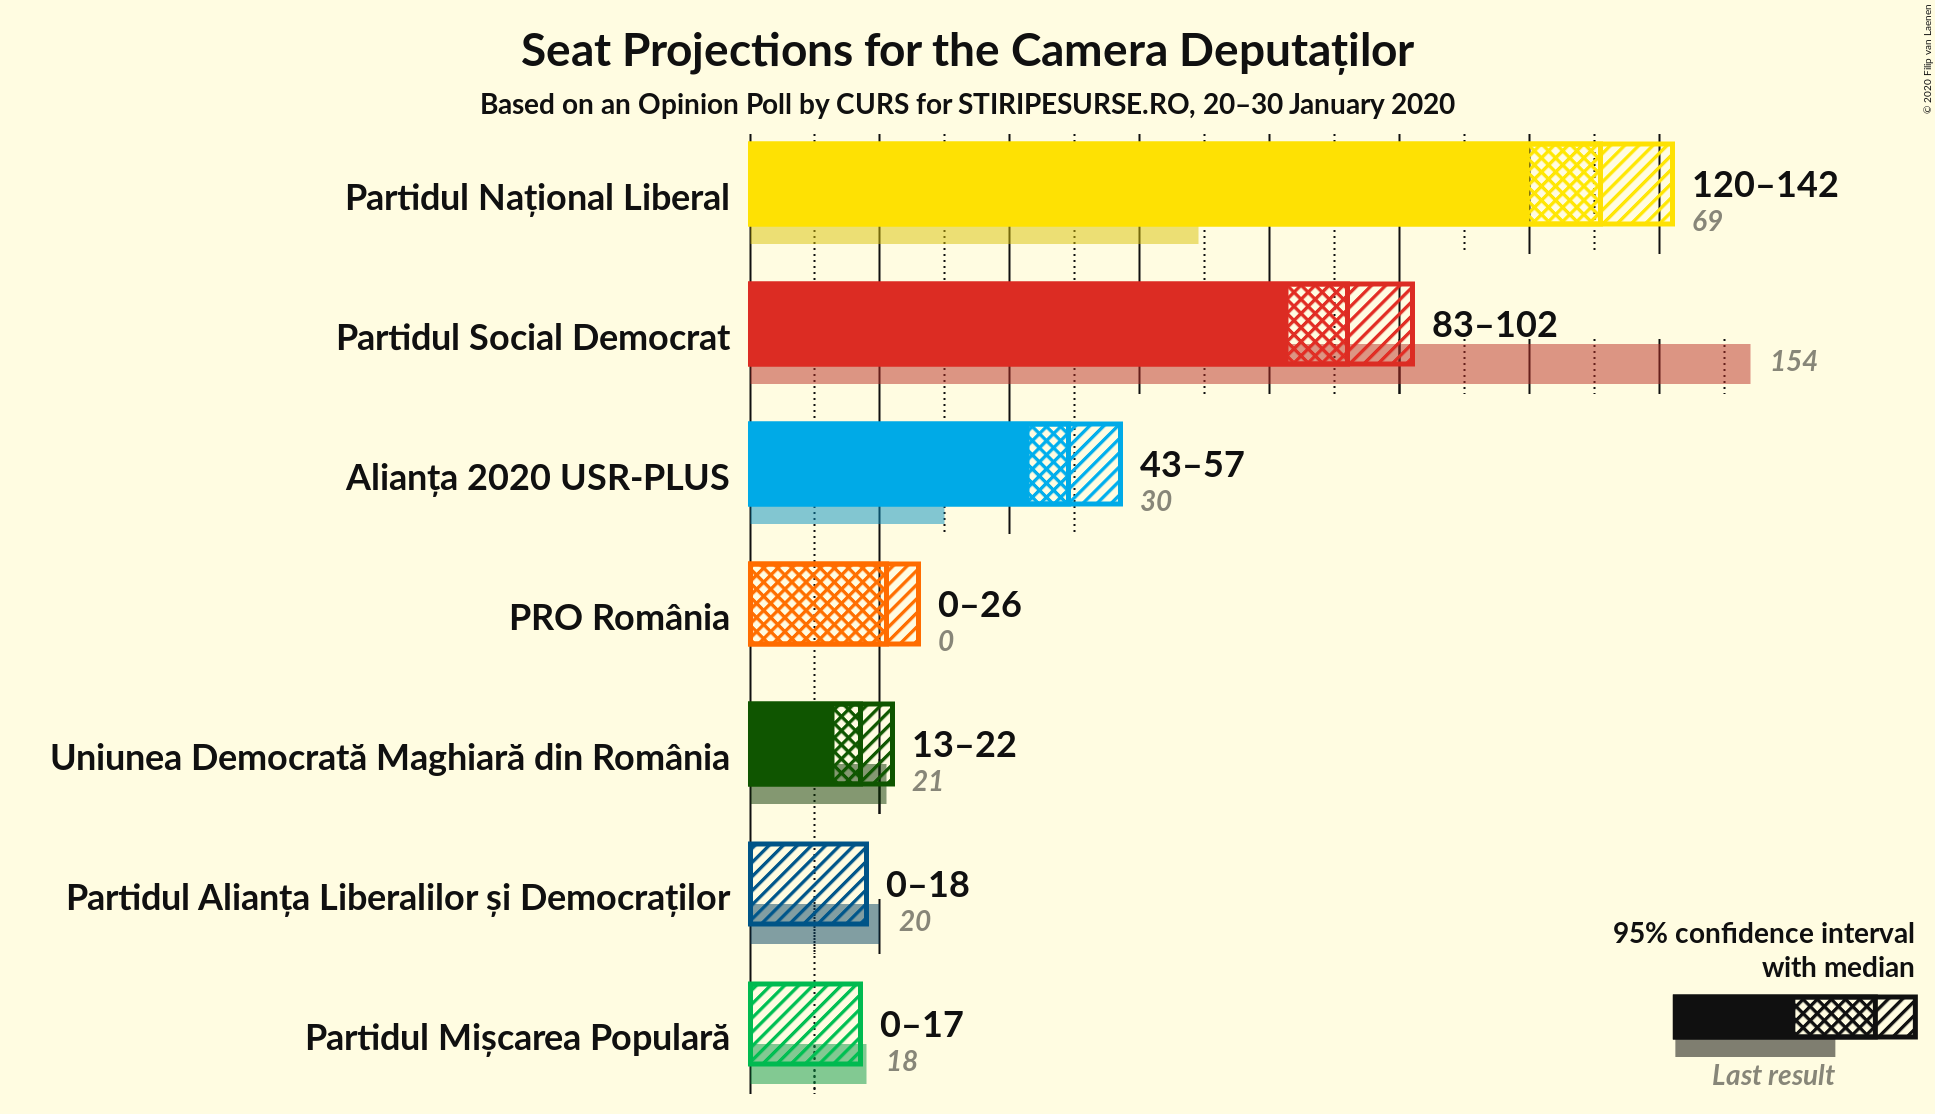 Seat Projections for the Camera Deputaților
Based on an Opinion Poll by CURS for STIRIPESURSE.RO, 20–30 January 2020
© 2020 Filip van Laenen
Partidul Național Liberal
120–142
69
Partidul Social Democrat
83–102
154
Alianța 2020 USR-PLUS
43–57
30
PRO România
0–26
0
Uniunea Democrată Maghiară din România
13–22
21
Partidul Alianța Liberalilor și Democraților
0–18
20
Partidul Mișcarea Populară
0–17
18
95% confidence interval
with median
Last result